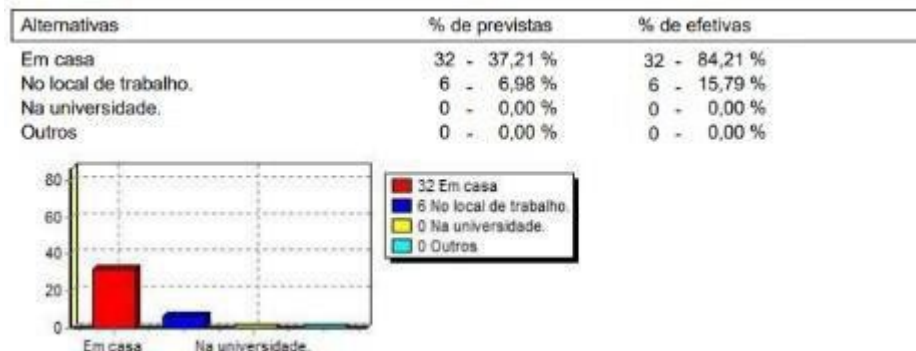 Alternativas % de previstas % de efetivas
Em casa 32 - 37,21 % 32 - 84,21 %
No local de trabalho. 6 - 6,98 % 6 - 15,79 %
Na universidade. 0 - 0,00 % 0 - 0,00 %
Outros 0 - 0,00 % 0 - 0,00 %
80
60
40
20
0
Em casa Na universidade.
32 Em casa
6 No local de trabalho.
0 Na universidade.
0 Outros